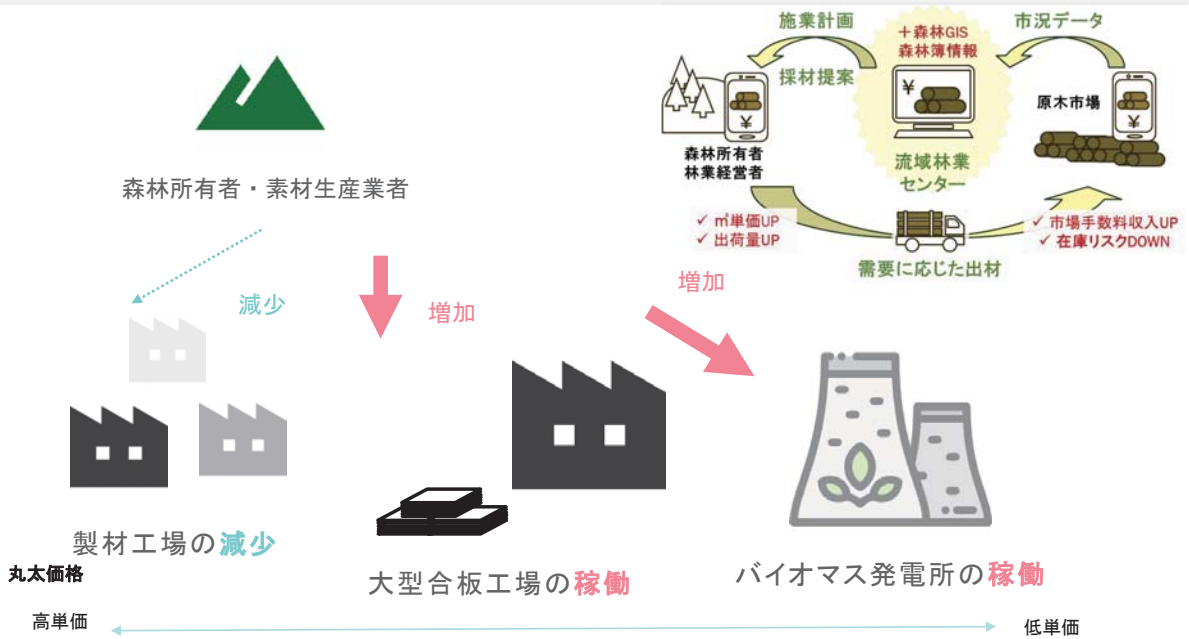 施業計画
市況データ
+森林GIS
森林簿情報
採材提案
¥
¥
¥
原木市場
森林所有者
林業経営者
流域林業
センター
✓ ㎥単価UP
✓ 出荷量UP
✓ 市場手数料収入UP
✓ 在庫リスクDOWN
需要に応じた出材
森林所有者・素材生産業者
減少
増加
増加
製材工場の減少
大型合板工場の稼働
バイオマス発電所の稼働
丸太価格
高単価
低単価